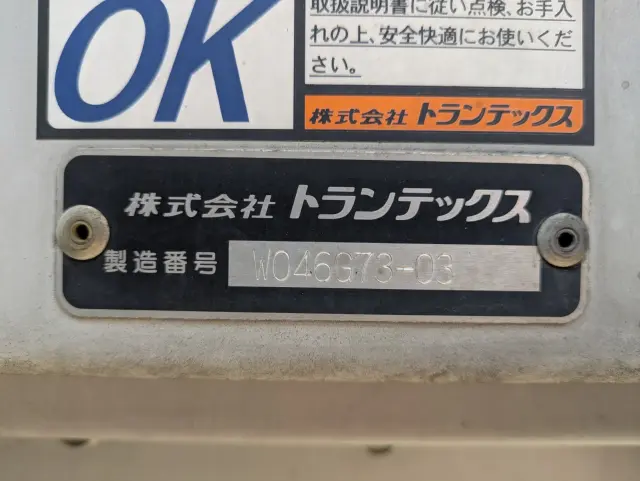 OK
取扱説明書に従い点検、お手入
れの上、安全快適にお使いくだ
さい。
株式会社 トランテックス
株式会社 トランテックス
製造番号 W046G73-03